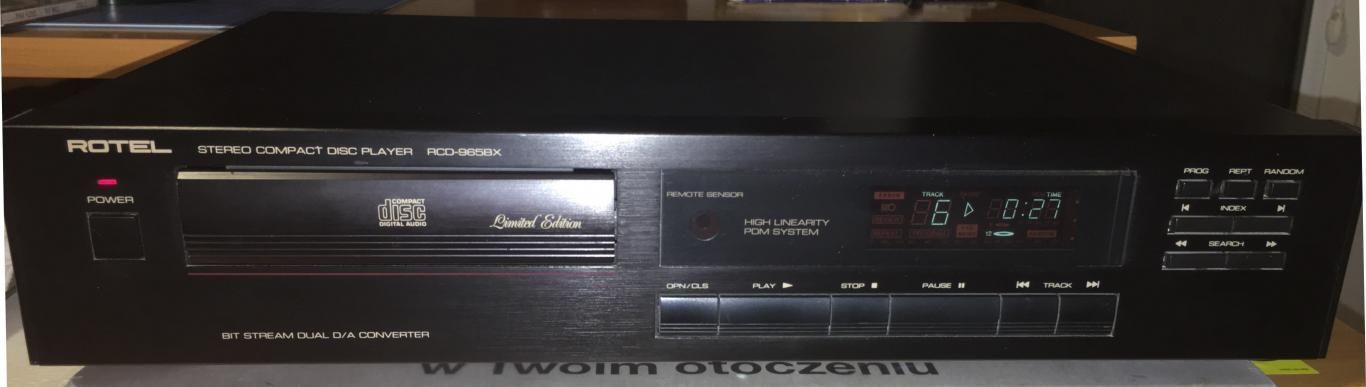 ROTEL
STEREO COMPACT DISC PLAYER RCD-965BX
POWER
COMPACT
disc
DIGITAL AUDIO
Limited Edition
BIT STREAM DUAL D/A CONVERTER
REMOTE SENSOR
HIGH LINEARITY
PDM SYSTEM
TRACK TIME
6 0:27
OPN/CLS PLAY STOP PAUSE TRACK
PROG REPT RANDOM
INDEX
SEARCH
w Twoim otoczeniu